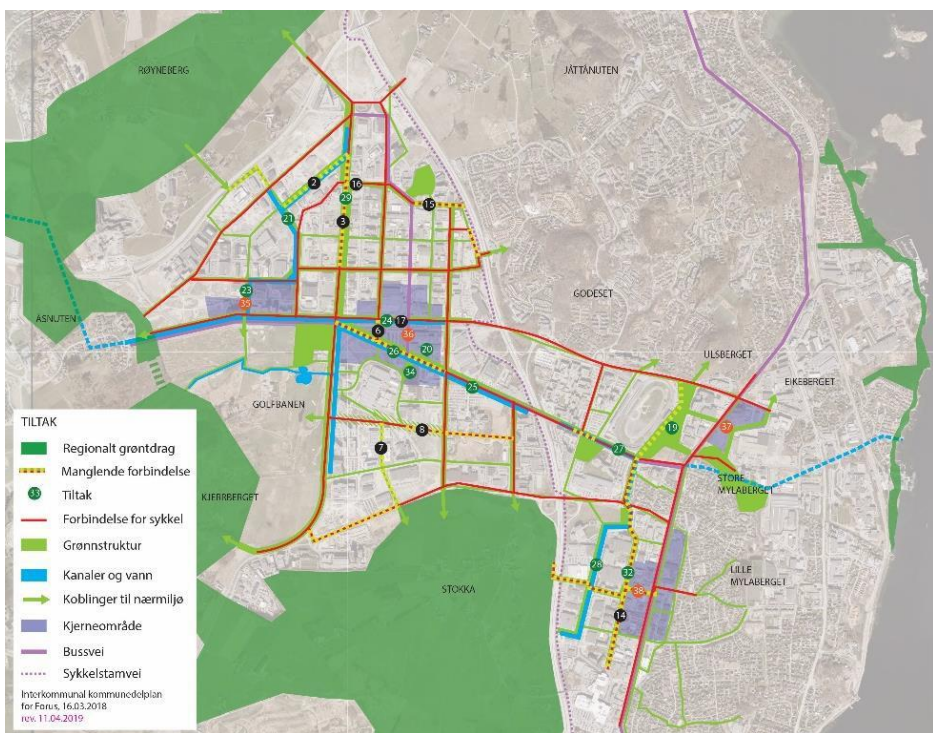 RØYNEBERG
JÅTTÅNUTEN
2
16
15
29
21
3
23
35
GODESET
ÅSNUTEN
24
17
6
36
26
20
34
25
ULSBERGET
EIKEBERGET
GOLFBANEN
8
19
37
7
27
KJERRBERGET
STORE
MYLABERGET
STOKKA
28
32
LILLE
MYLABERGET
38
14
TILTAK
Regionalt grøntdrag
Manglende forbindelse
33
Tiltak
Forbindelse for sykkel
Grønnstruktur
Kanaler og vann
Koblinger til nærmiljø
Kjerneområde
Bussvei
Sykkelstamvei
Interkommunal kommunedelplan
for Forus, 16.03.2018
rev. 11.04.2019